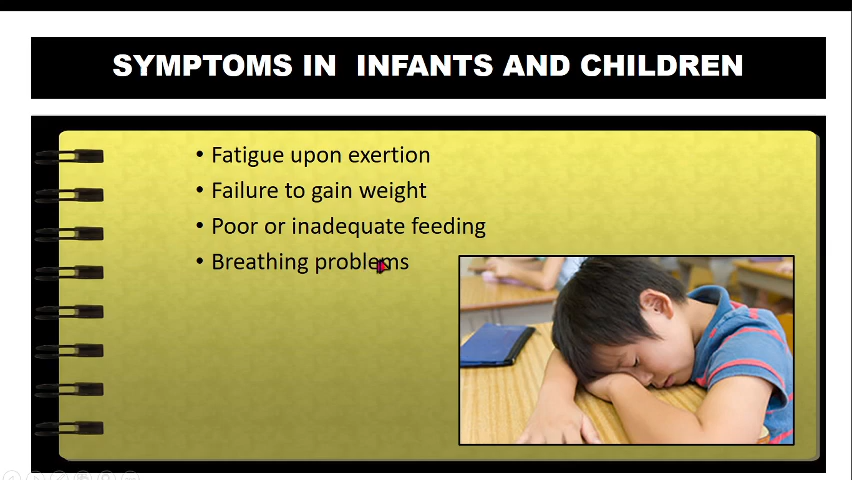 SYMPTOMS IN  INFANTS AND CHILDREN
• Fatigue upon exertion
• Failure to gain weight
• Poor or inadequate feeding
• Breathing problems